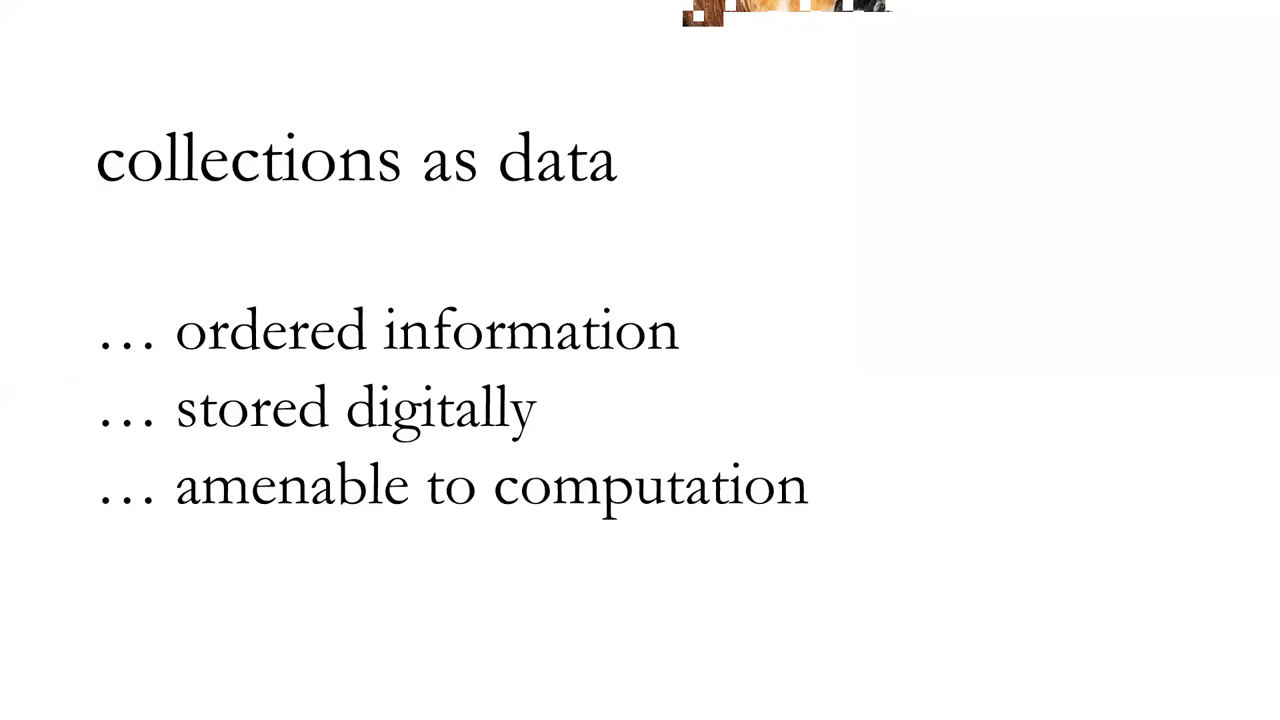 collections as data
… ordered information
… stored digitally
… amenable to computation